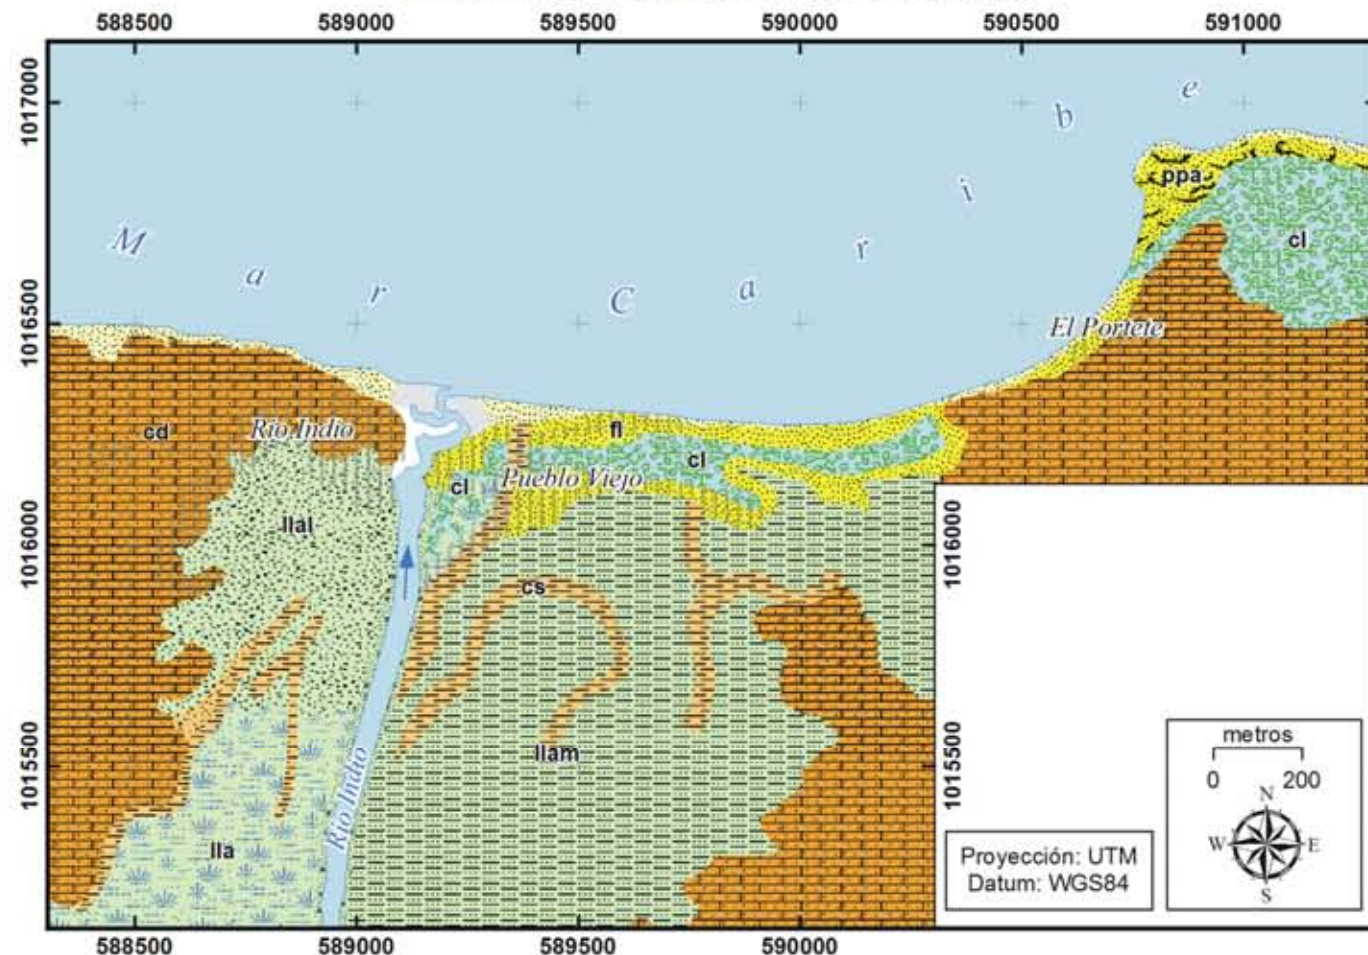 588500 589000 589500 590000 590500 591000
1017000
1016500
1016000
1015500
M a r C a r i b e
ppa
cl
El Portete
cd
Río Indio
fl
cl
cl
Pueblo Viejo
llal
cs
llam
lla
Río Indio
1016000
1015500
metros
0 200
N
W E
S
Proyección: UTM
Datum: WGS84
588500 589000 589500 590000